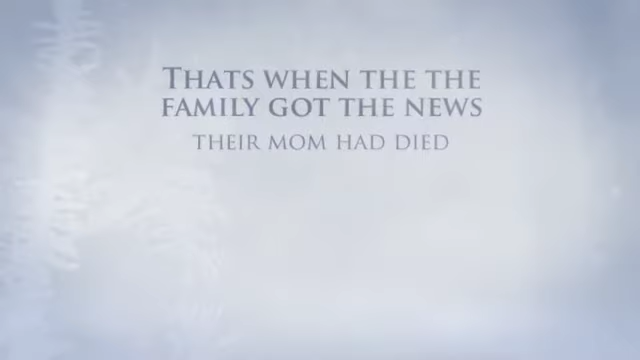 THATS WHEN THE THE
FAMILY GOT THE NEWS
THEIR MOM HAD DIED